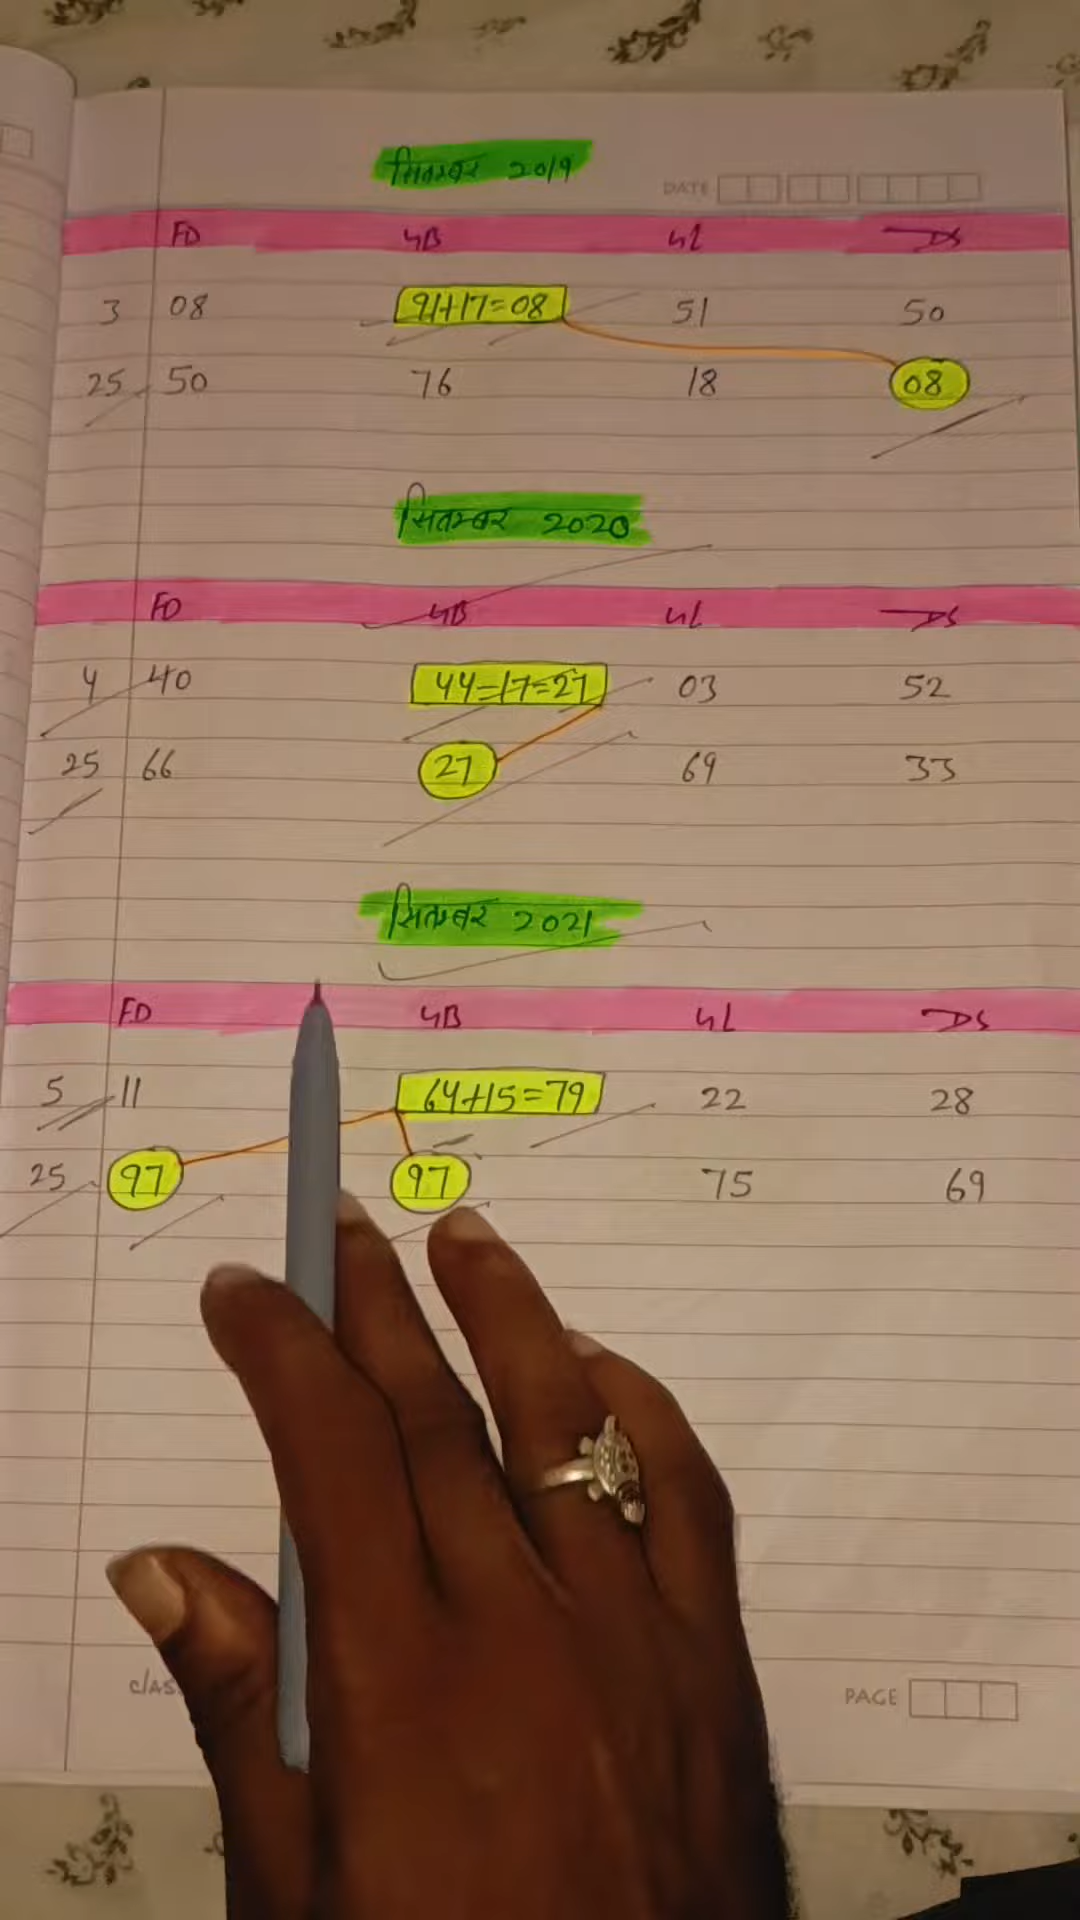 सितम्बर 2019
DATE
FD GB GL DS
3 08 91+17=08 51 50
25 50 76 18 08
सितम्बर 2020
FD GB GL DS
4 40 44-17=27 03 52
25 66 27 69 33
सितम्बर 2021
FD GB GL DS
5 11 64+15=79 22 28
25 97 97 75 69
PAGE